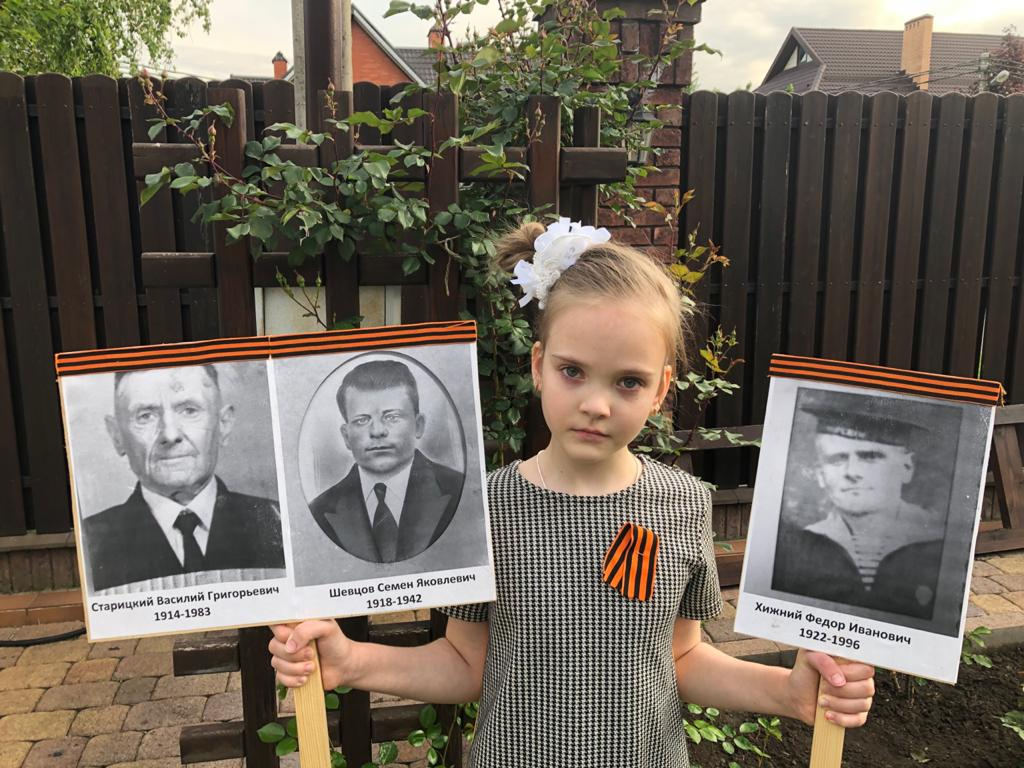 Старицкий Василий Григорьевич
1914-1983
Шевцов Семен Яковлевич
1918-1942
Хижний Федор Иванович
1922-1996